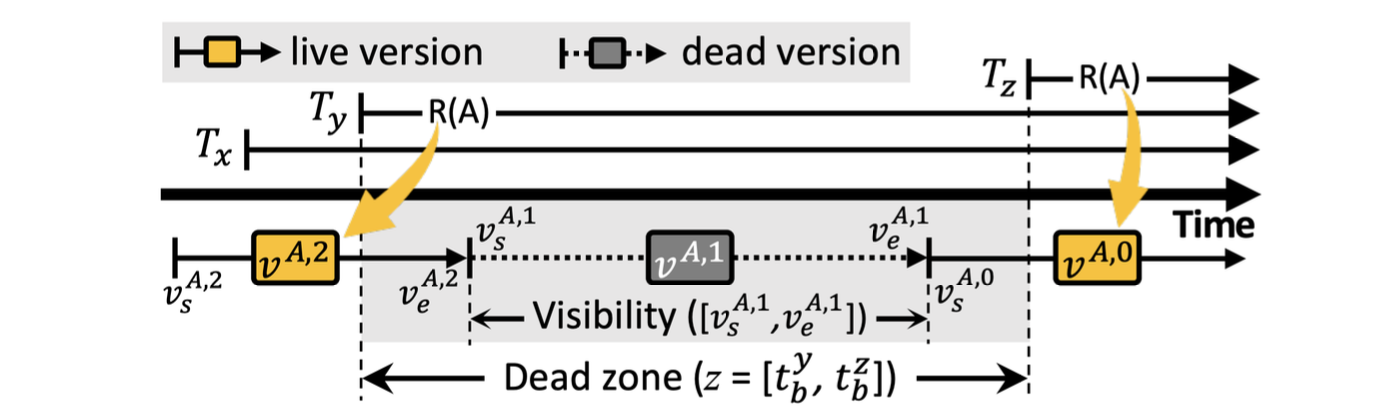 live version dead version
T_z R(A)
T_y R(A)
T_x
Time
v_s^{A,1} v_e^{A,1}
v^{A,2} v^{A,1} v^{A,0}
v_s^{A,2} v_e^{A,2} v_s^{A,0}
Visibility ([v_s^{A,1},v_e^{A,1}])
Dead zone (z = [t_b^y, t_b^z])